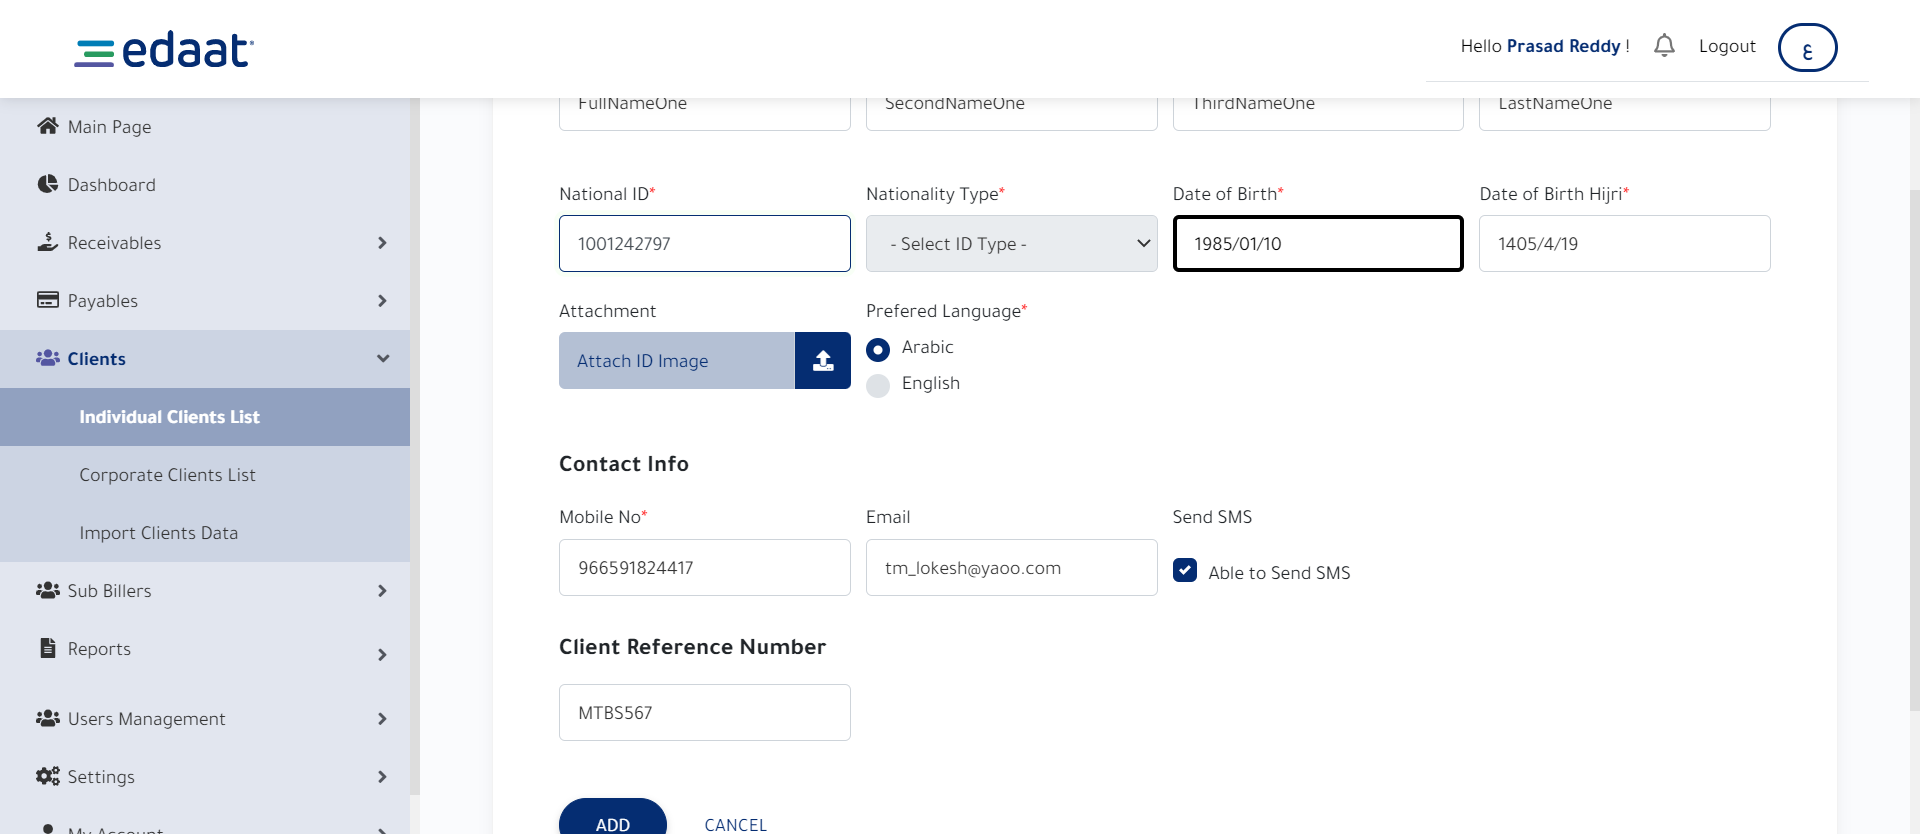 edaat
Hello Prasad Reddy !
Logout
ع
Main Page
Dashboard
Receivables
Payables
Clients
Individual Clients List
Corporate Clients List
Import Clients Data
Sub Billers
Reports
Users Management
Settings
My Account
FullNameOne
SecondNameOne
ThirdNameOne
LastNameOne
National ID*
Nationality Type*
Date of Birth*
Date of Birth Hijri*
1001242797
- Select ID Type -
1985/01/10
1405/4/19
Attachment
Prefered Language*
Attach ID Image
Arabic
English
Contact Info
Mobile No*
Email
Send SMS
966591824417
tm_lokesh@yaoo.com
Able to Send SMS
Client Reference Number
MTBS567
ADD
CANCEL